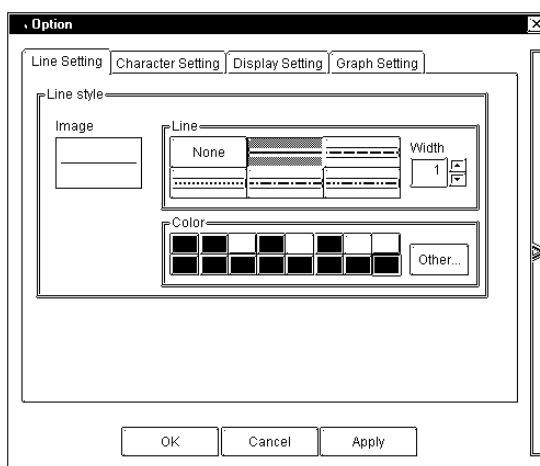 Option
Line Setting Character Setting Display Setting Graph Setting
Line style
Image
Line
None
Width
1
Color
Other...
OK Cancel Apply